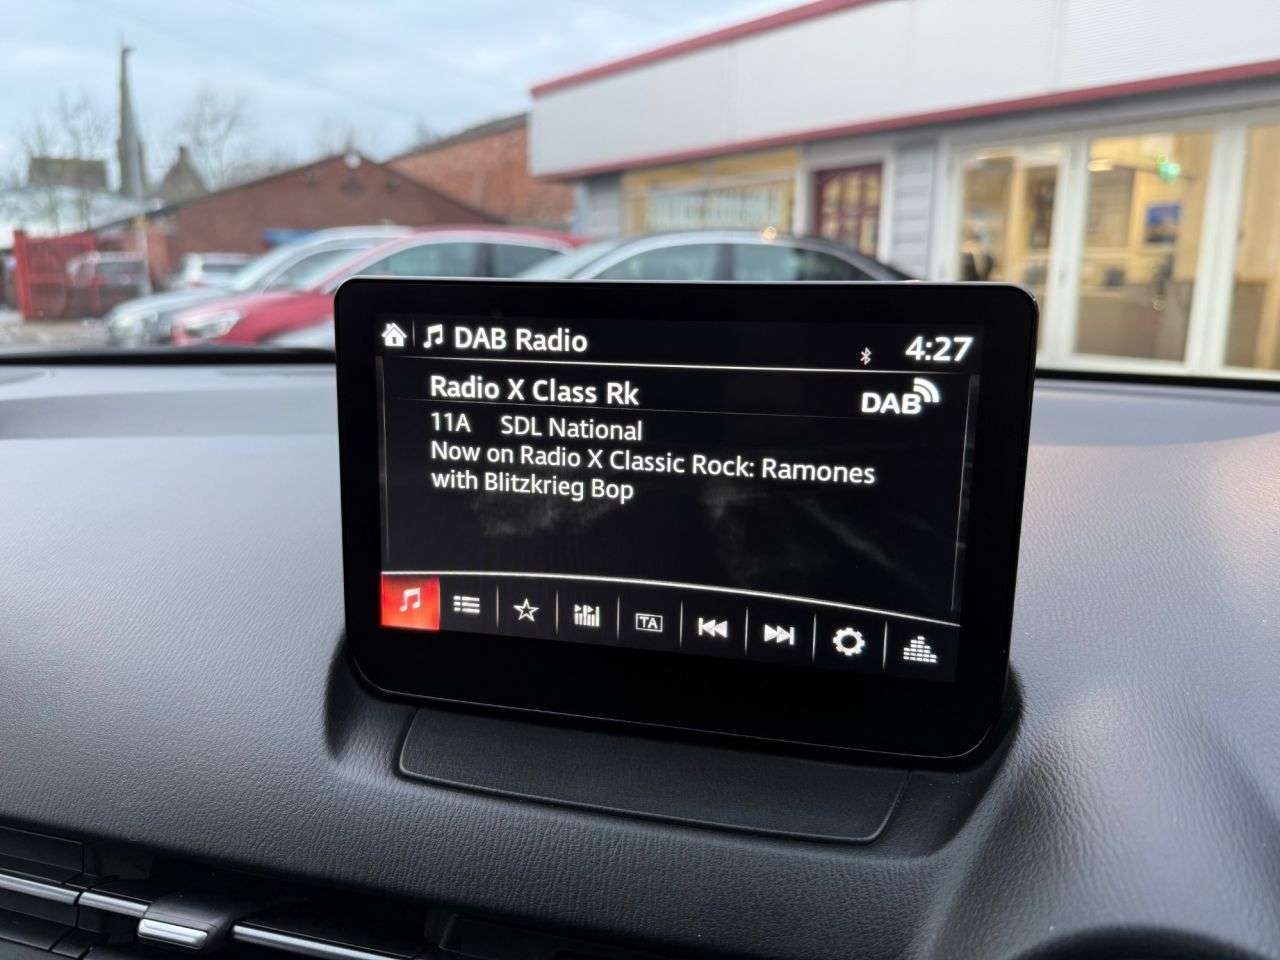 DAB Radio
4:27
Radio X Class Rk
DAB
11A SDL National
Now on Radio X Classic Rock: Ramones
with Blitzkrieg Bop
TA